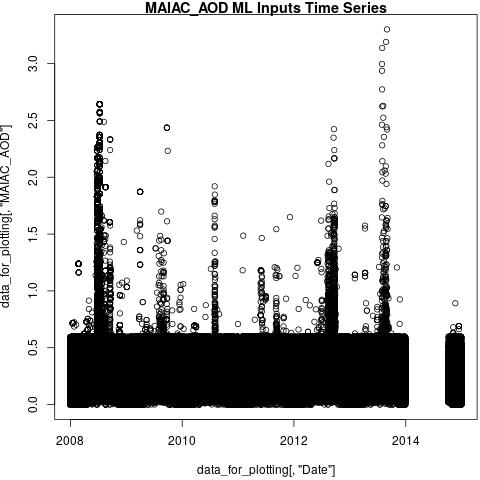 MAIAC_AOD ML Inputs Time Series
data_for_plotting[, "MAIAC_AOD"]
3.0
2.5
2.0
1.5
1.0
0.5
0.0
2008 2010 2012 2014
data_for_plotting[, "Date"]